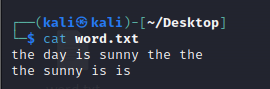 ┌──(kali㉿kali)-[~/Desktop]
└─$ cat word.txt
the day is sunny the the
the sunny is is